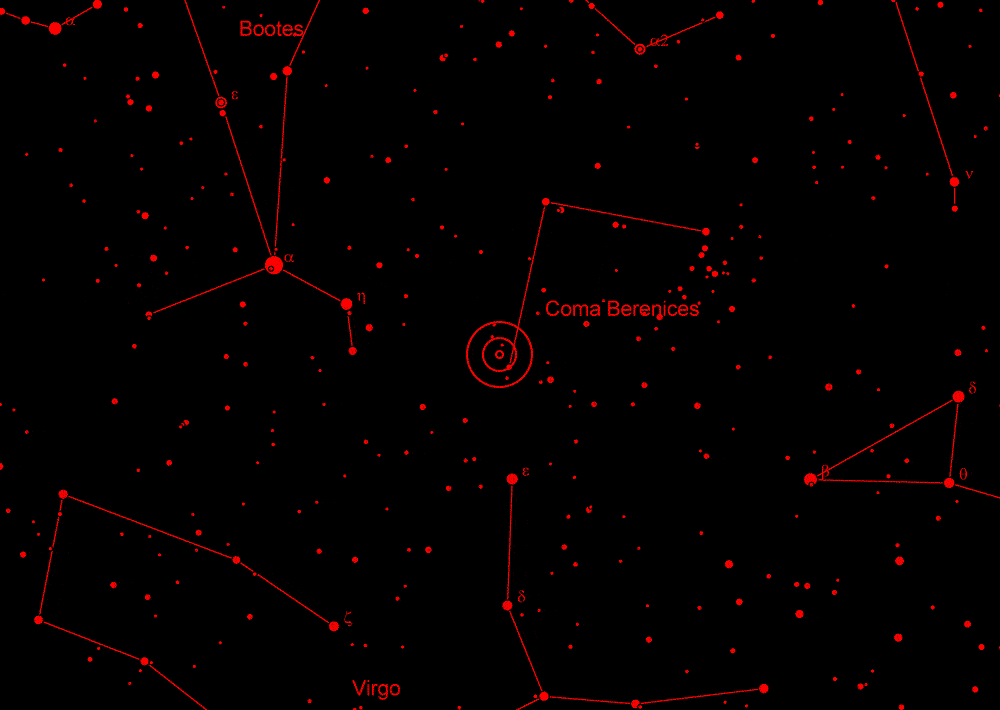 α
Bootes
α2
ε
ν
α
η
Coma Berenices
δ
β
θ
ε
δ
ζ
Virgo